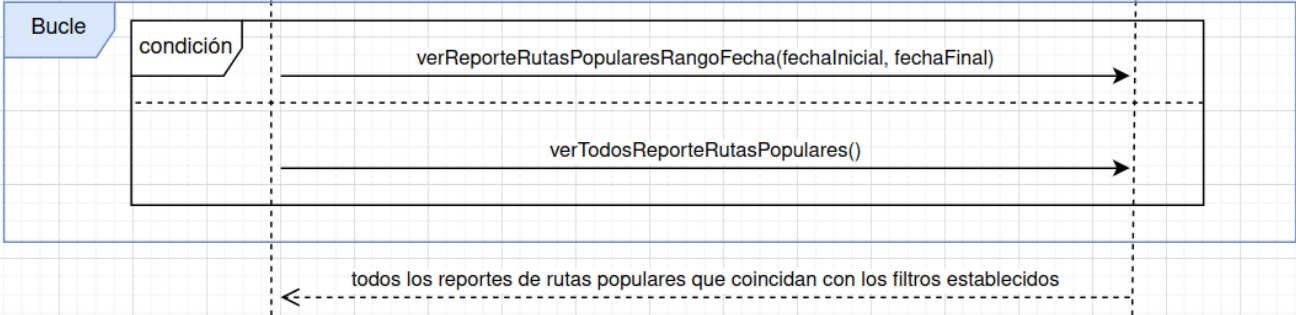 Bucle
condición
verReporteRutasPopularesRangoFecha(fechaInicial, fechaFinal)
verTodosReporteRutasPopulares()
todos los reportes de rutas populares que coincidan con los filtros establecidos